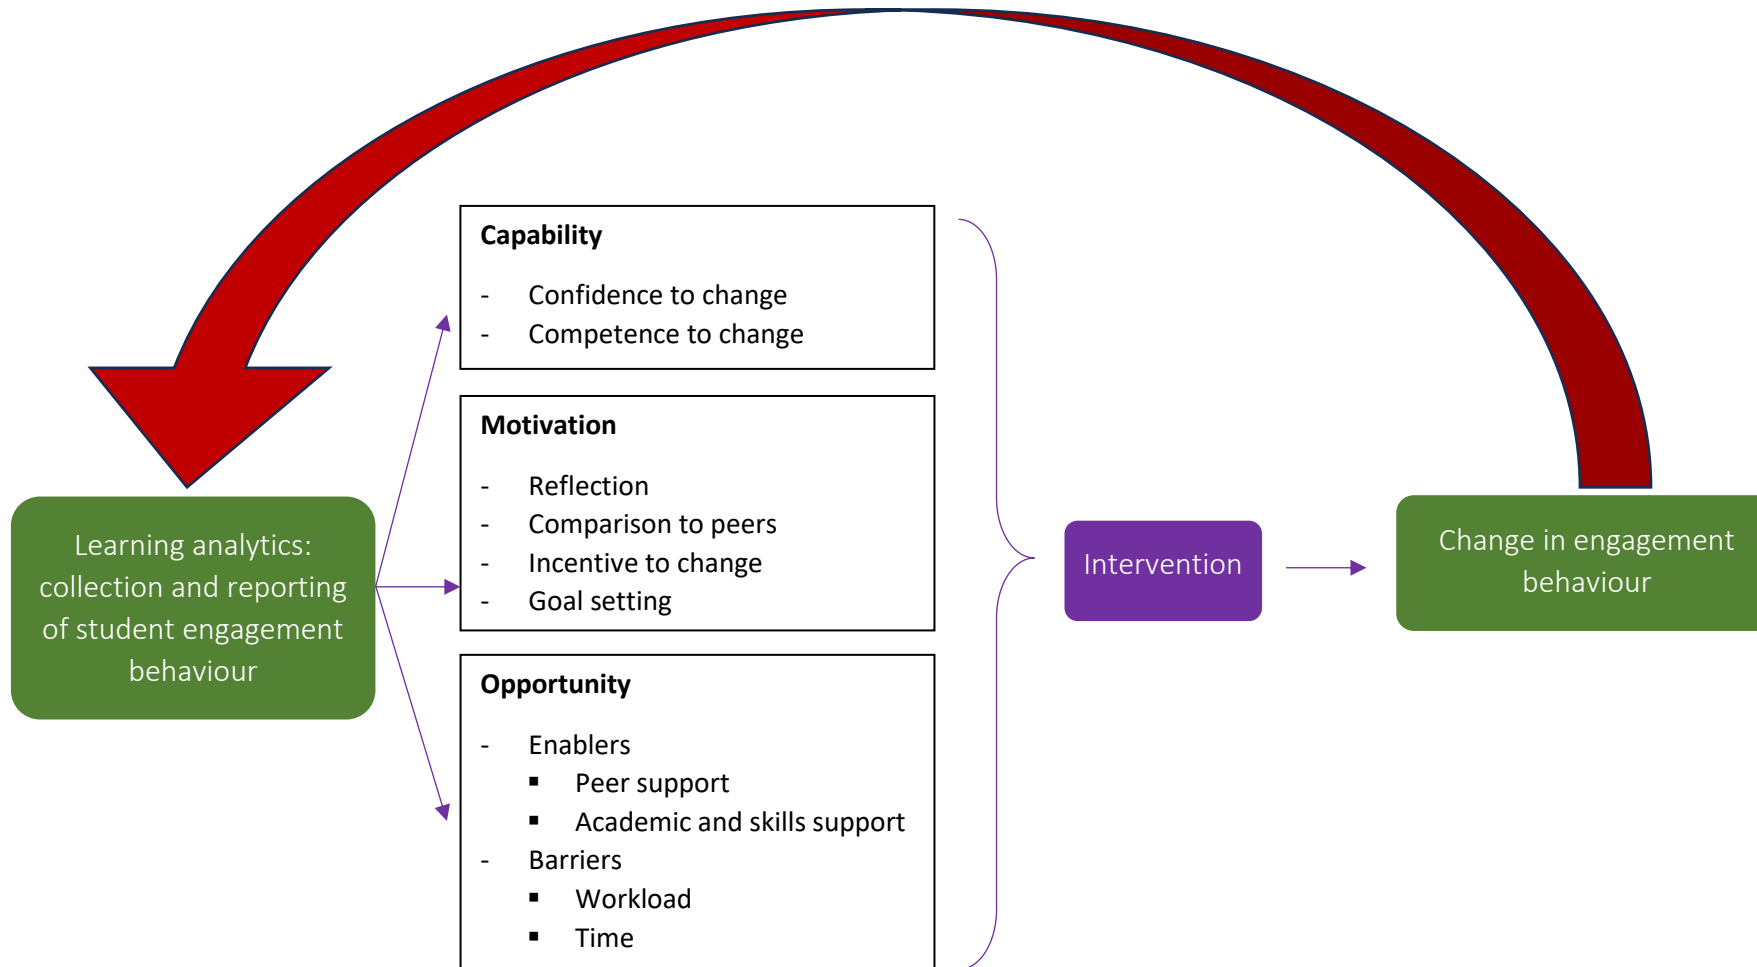 Learning analytics:
collection and reporting
of student engagement
behaviour
Capability
- Confidence to change
- Competence to change
Motivation
- Reflection
- Comparison to peers
- Incentive to change
- Goal setting
Opportunity
- Enablers
▪ Peer support
▪ Academic and skills support
- Barriers
▪ Workload
▪ Time
Intervention
Change in engagement
behaviour